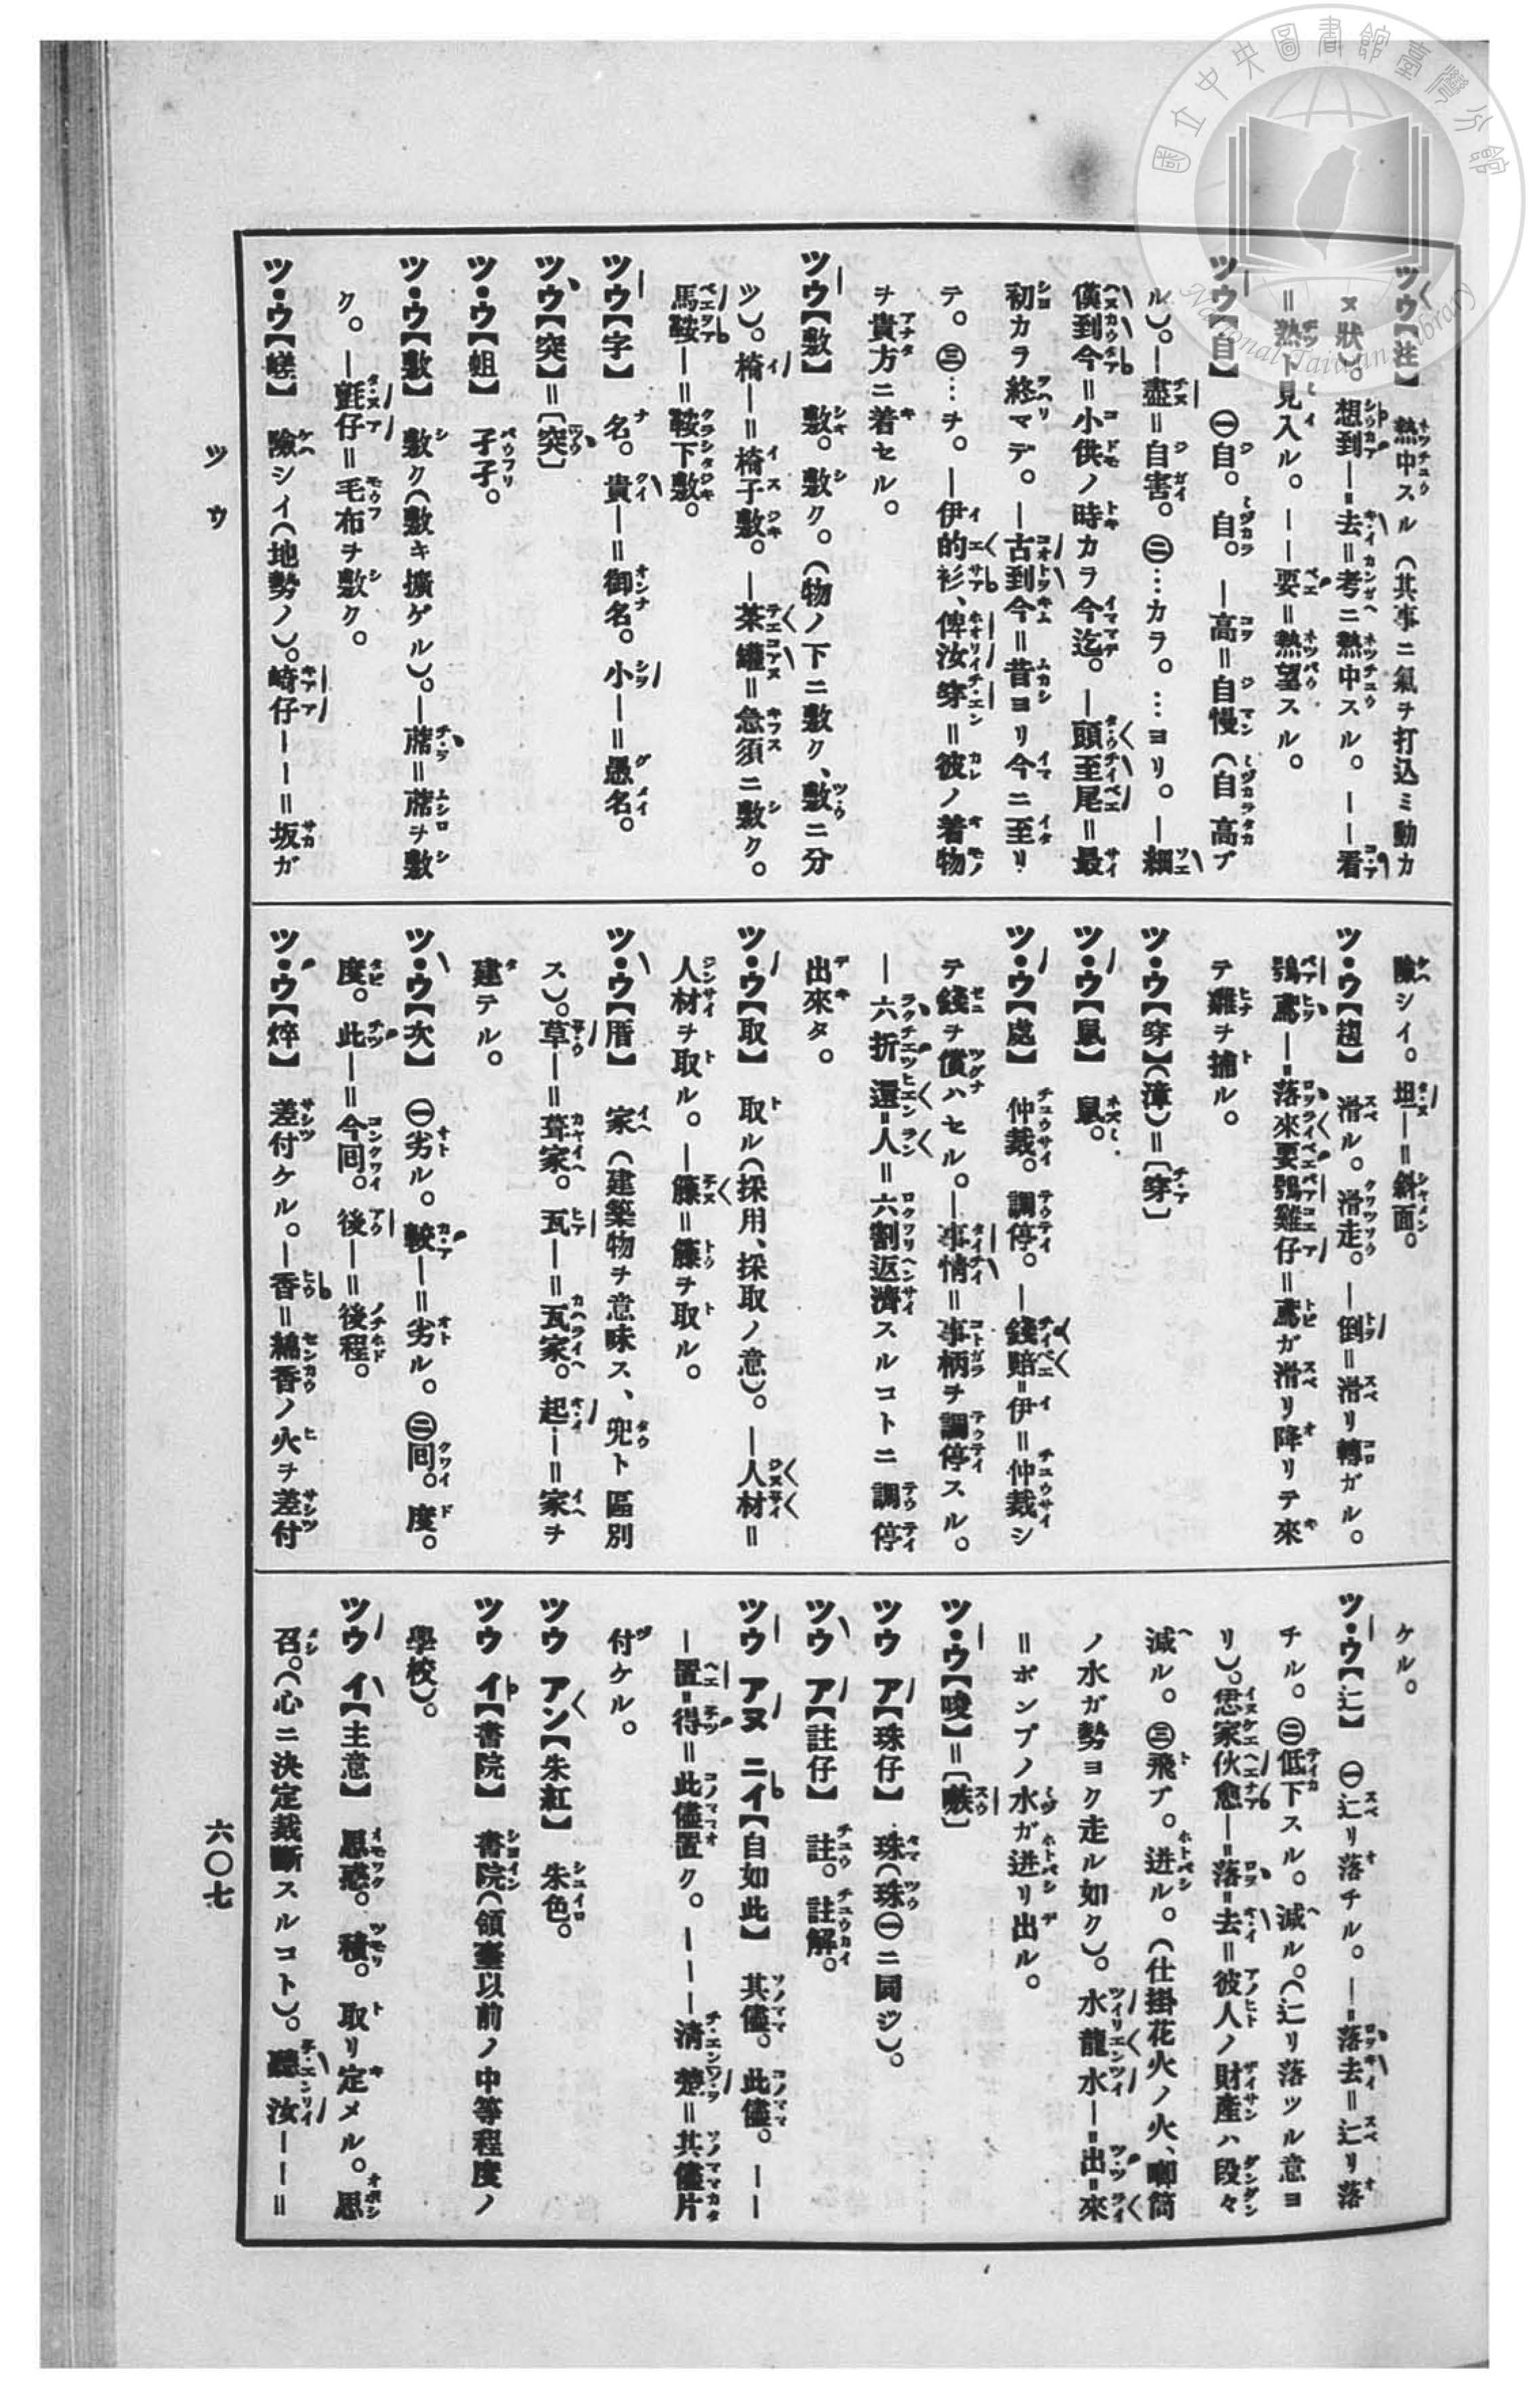 ツウ【注】 熱中スル（其事ニ氣ヲ打込ミ動カ
ヌ狀）。想到—＝去＝考ニ熱中スル。——看
＝熱ト見入ル。——要＝熱望スル。
ツウ【自】 ㊀自。自。—高＝自慢（自高ブ
ル）。—盡＝自害。㊁…カラ。…ヨリ。—細
漢到今＝小供ノ時カラ今迄。—頭至尾＝最
初カラ終マデ。—古到今＝昔ヨリ今ニ至リ
テ。㊂…ヲ。—伊的衫、俾汝穿＝彼ノ着物
ヲ貴方ニ着セル。
ツウ【敷】 敷。敷ク。（物ノ下ニ敷ク、敷ニ分
ツ）。椅—＝椅子敷。—茶罐＝急須ニ敷ク。
馬鞍—＝鞍下敷。
ツウ【字】 名。貴—＝御名。小—＝愚名。
ツウ【突】＝〔突〕
ツ・ウ【蛆】 孑孑。
ツ・ウ【敷】 敷ク（敷キ擴ゲル）。—蓆＝蓆ヲ敷
ク。—氈仔＝毛布ヲ敷ク。
ツ・ウ【嵯】 險シイ（地勢ノ）。崎仔——＝坂ガ
險シイ。坦—＝斜面。
ツ・ウ【趨】 滑ル。滑走。—倒＝滑リ轉ガル。
鴞鳶—＝落來要鴞雞仔＝鳶ガ滑リ降リテ來
テ雞ヲ捕ル。
ツ・ウ【穿】（漳）＝〔穿〕
ツ・ウ【鼠】 鼠。
ツ・ウ【處】 仲裁。調停。—錢賠＝伊＝仲裁シ
テ錢ヲ償ハセル。—事情＝事柄ヲ調停スル。
—六折還＝人＝六割返濟スルコトニ調停
出來タ。
ツ・ウ【取】 取ル（採用、採取ノ意）。—人材＝
人材ヲ取ル。—籐＝籐ヲ取ル。
ツ・ウ【厝】 家（建築物ヲ意味ス、兜ト區別
ス）。草—＝葺家。瓦—＝瓦家。起—＝家ヲ
建テル。
ツ・ウ【次】 ㊀劣ル。較—＝劣ル。㊁回。度。
度。此—＝今回。後—＝後程。
ツ・ウ【焠】 差付ケル。—香＝線香ノ火ヲ差付
ケル。
ツ・ウ【辷】 ㊀辷リ落チル。—＝落去＝辷リ落
チル。㊁低下スル。減ル。（辷リ落ツル意ヨ
リ）。家伙愈—＝落＝去＝彼人ノ財產ハ段々
減ル。㊂飛ブ。迸ル。（仕掛花火ノ火、喞筒
ノ水ガ勢ヨク走ル如ク）。水龍水—＝出＝來
＝ポンプノ水ガ迸リ出ル。
ツ・ウ【唆】＝〔嗾〕
ツウ ア【珠仔】 珠（珠㊀ニ同ジ）。
ツウ ア【註仔】 註。註解。
ツウ アヌ ニイ【自如此】 其儘。此儘。——
—置＝得＝此儘置ク。———淸楚＝其儘片
付ケル。
ツウ アン【朱紅】 朱色。
ツウ イ【書院】 書院（領臺以前ノ中等程度ノ
學校）。
ツウ イ【主意】 思惑。積。取リ定メル。思
召。（心ニ決定裁斷スルコト）。聽汝——＝
ツウ
六〇七
國立中央圖書館臺灣分館
National Taiwan Library